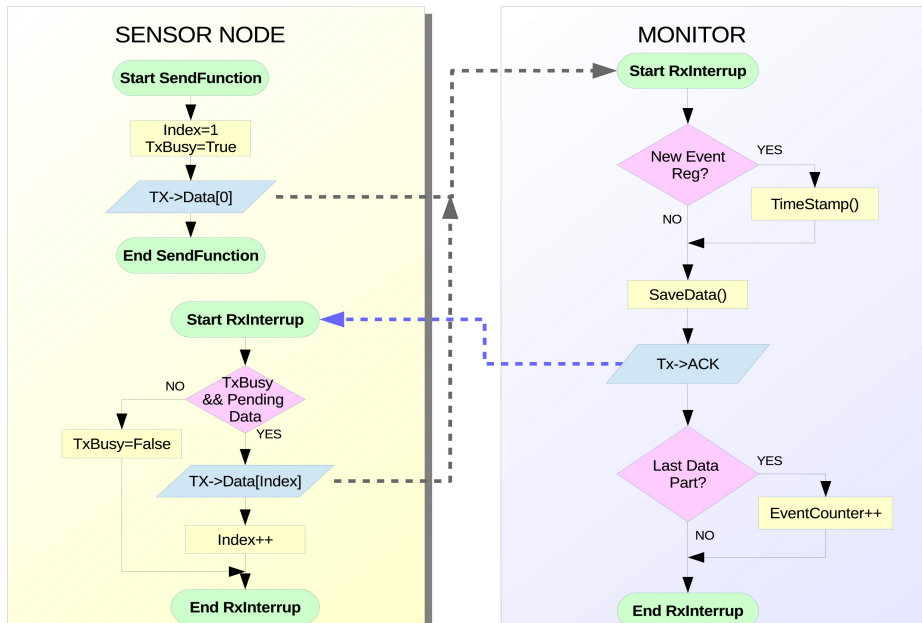 SENSOR NODE
Start SendFunction
Index=1
TxBusy=True
TX->Data[0]
End SendFunction
Start RxInterrup
TxBusy
&& Pending
Data
NO
YES
TxBusy=False
TX->Data[Index]
Index++
End RxInterrup
MONITOR
Start RxInterrup
New Event
Reg?
YES
NO
TimeStamp()
SaveData()
Tx->ACK
Last Data
Part?
YES
NO
EventCounter++
End RxInterrup